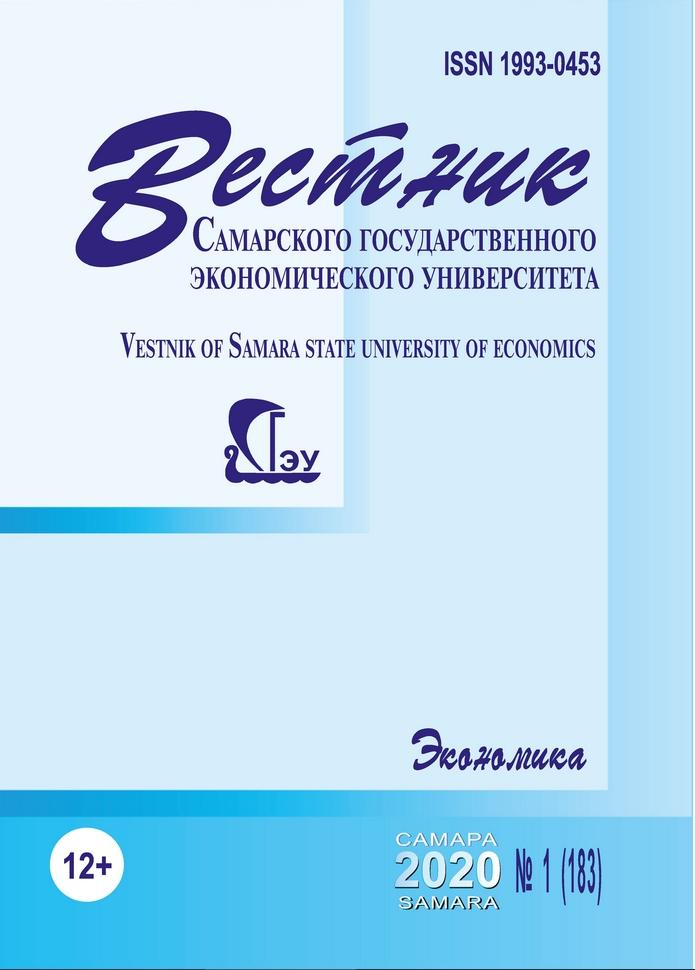 ISSN 1993-0453
Вестник
Самарского государственного
экономического университета
Vestnik of Samara state university of economics
ГЭУ
Экономика
12+
САМАРА
2020 № 1 (183)
SAMARA